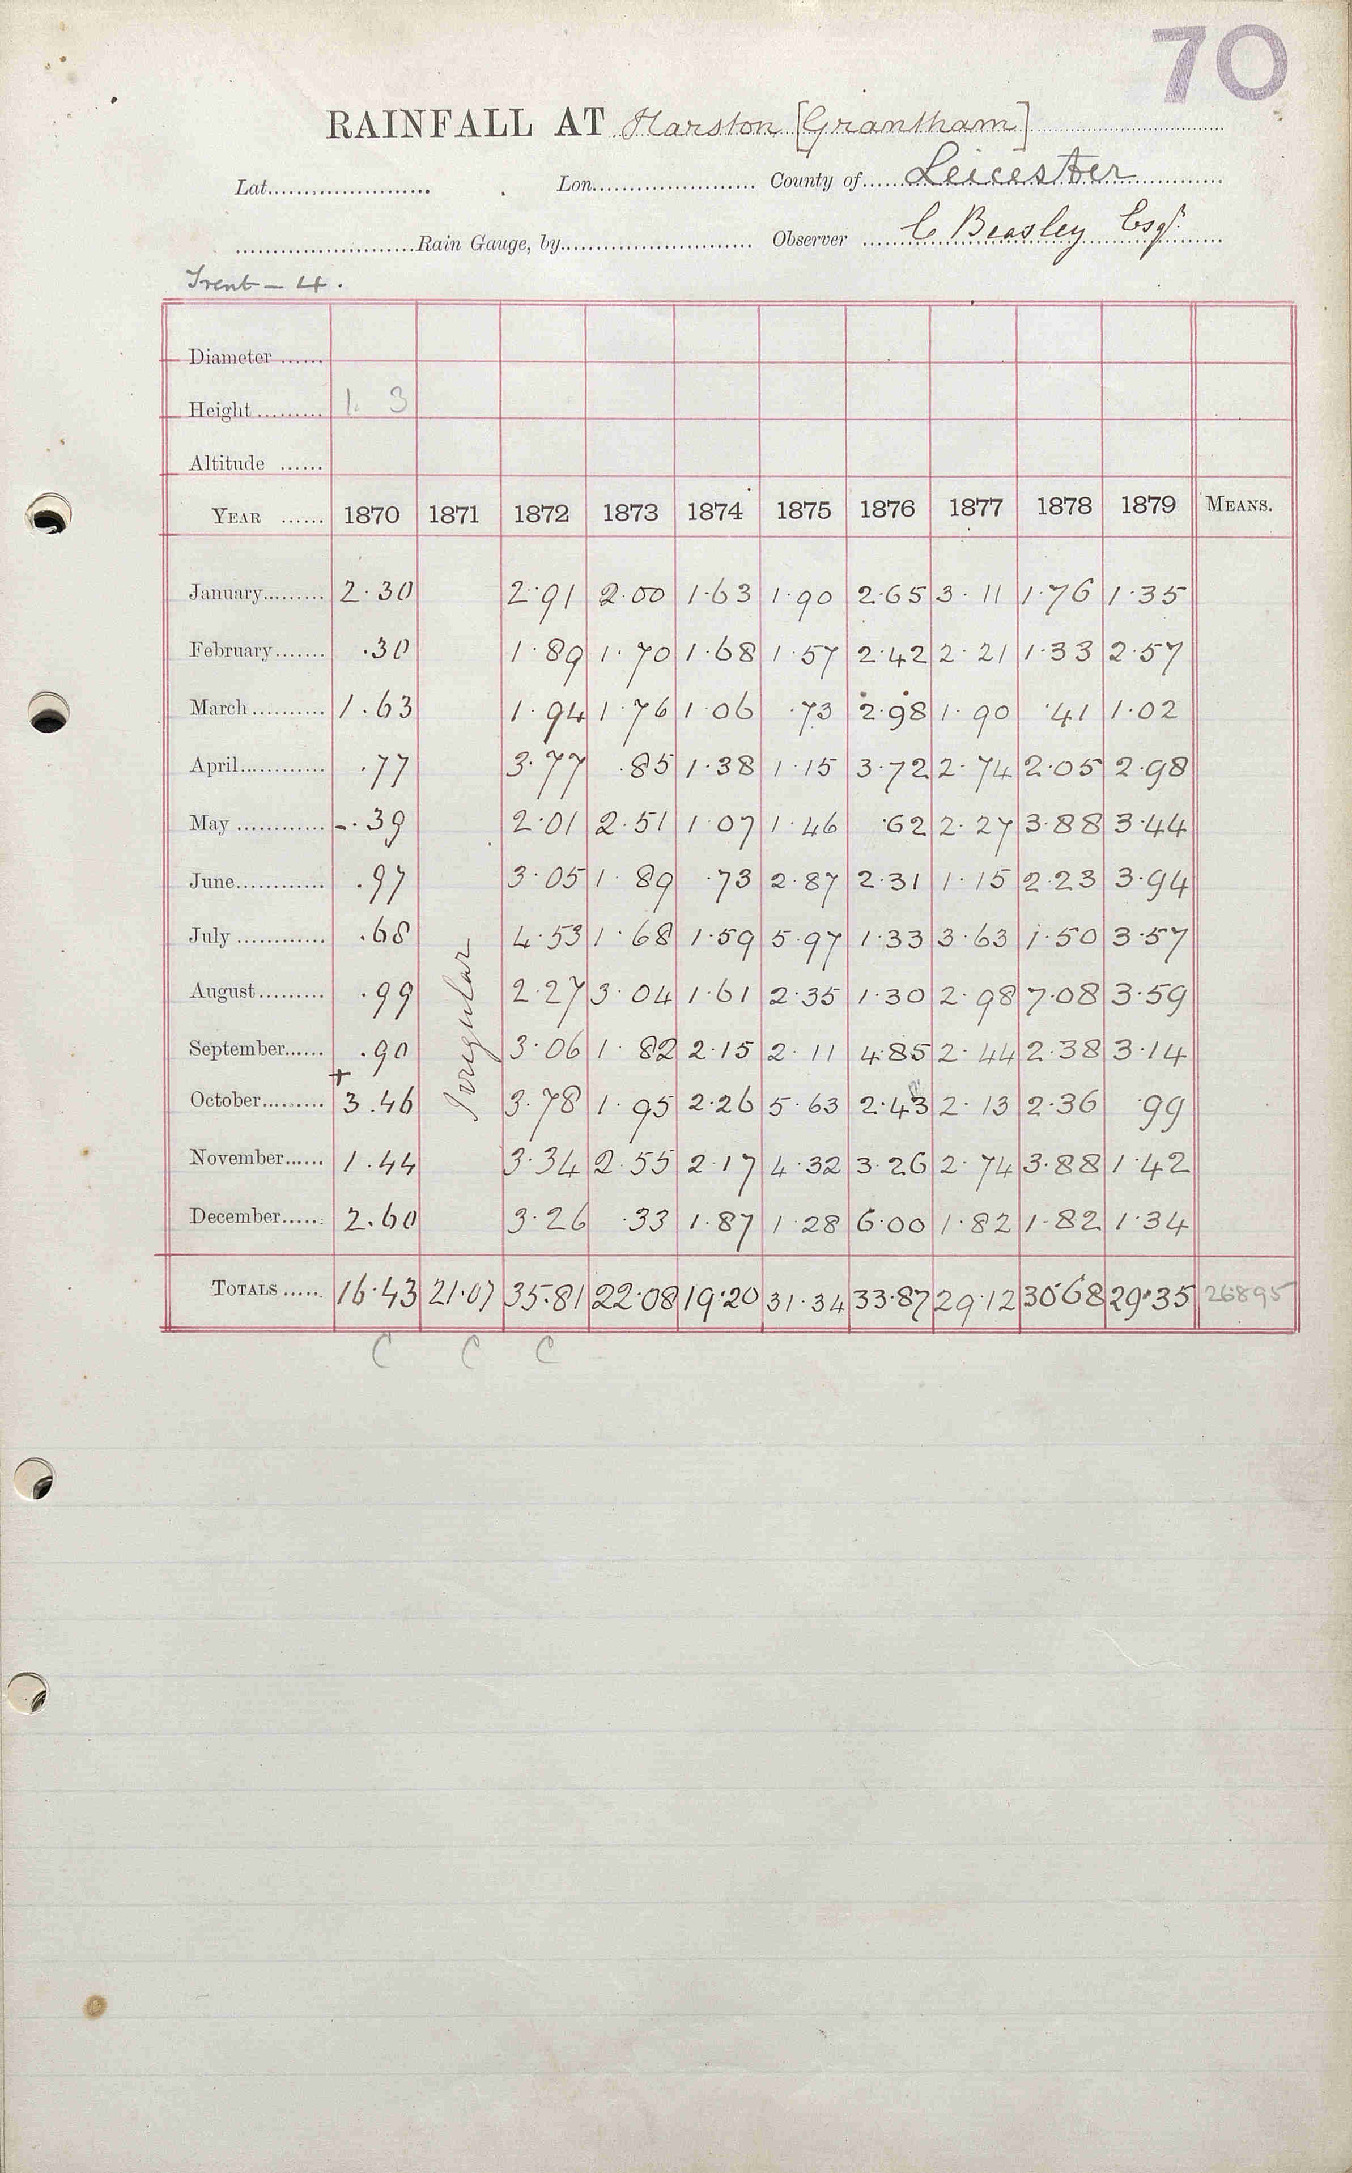 70
RAINFALL AT Harston [Grantham]
Lat. Lon. County of Leicester
Rain Gauge, by Observer C Beasley Esqr.
Trent - 4.
Diameter
Height 1. 3
Altitude
YEAR 1870 1871 1872 1873 1874 1875 1876 1877 1878 1879 MEANS.
January 2.30 2.91 2.00 1.63 1.90 2.65 3.11 1.76 1.35
February .30 1.89 1.70 1.68 1.57 2.42 2.21 1.33 2.57
March 1.63 1.94 1.76 1.06 .73 2.98 1.90 .41 1.02
April .77 3.77 .85 1.38 1.15 3.72 2.74 2.05 2.98
May -.39 2.01 2.51 1.07 1.46 .62 2.27 3.88 3.44
June .97 3.05 1.89 .73 2.87 2.31 1.15 2.23 3.94
July .68 4.53 1.68 1.59 5.97 1.33 3.63 1.50 3.57
August .99 2.27 3.04 1.61 2.35 1.30 2.98 7.08 3.59
September .90 3.06 1.82 2.15 2.11 4.85 2.44 2.38 3.14
October + 3.46 Irregular 3.78 1.95 2.26 5.63 2.43 2.13 2.36 .99
November 1.44 3.34 2.55 2.17 4.32 3.26 2.74 3.88 1.42
December 2.60 3.26 .33 1.87 1.28 6.00 1.82 1.82 1.34
TOTALS 16.43 21.07 35.81 22.08 19.20 31.34 33.87 29.12 30.68 29.35 26895
C C C